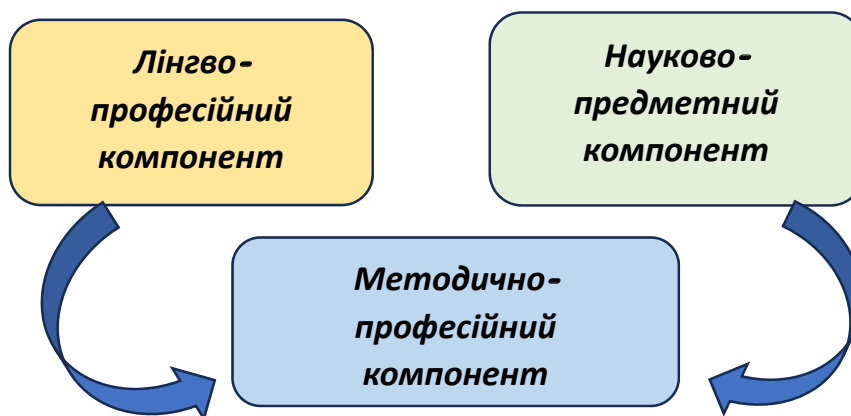 Лінгво-
професійний
компонент
Науково-
предметний
компонент
Методично-
професійний
компонент